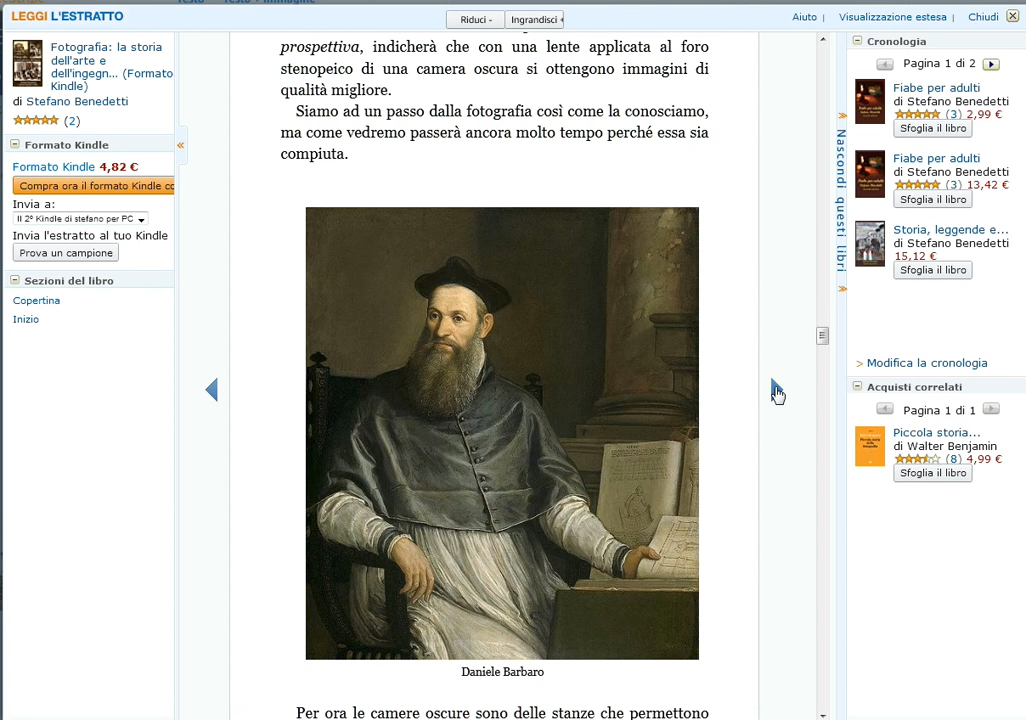 LEGGI L'ESTRATTO
Riduci -
Ingrandisci
Aiuto |
Visualizzazione estesa |
Chiudi
Fotografia: la storia
dell'arte e
dell'ingegn... (Formato
Kindle)
di Stefano Benedetti
(2)
Formato Kindle
Formato Kindle 4,82 €
Compra ora il formato Kindle co
Invia a:
Il 2° Kindle di stefano per PC
Invia l'estratto al tuo Kindle
Prova un campione
Sezioni del libro
Copertina
Inizio
prospettiva, indicherà che con una lente applicata al foro
stenopeico di una camera oscura si ottengono immagini di
qualità migliore.
Siamo ad un passo dalla fotografia così come la conosciamo,
ma come vedremo passerà ancora molto tempo perché essa sia
compiuta.
Daniele Barbaro
Per ora le camere oscure sono delle stanze che permettono
Nascondi questi libri
Cronologia
Pagina 1 di 2
Fiabe per adulti
di Stefano Benedetti
(3) 2,99 €
Sfoglia il libro
Fiabe per adulti
di Stefano Benedetti
(3) 13,42 €
Sfoglia il libro
Storia, leggende e...
di Stefano Benedetti
15,12 €
Sfoglia il libro
> Modifica la cronologia
Acquisti correlati
Pagina 1 di 1
Piccola storia...
di Walter Benjamin
(8) 4,99 €
Sfoglia il libro